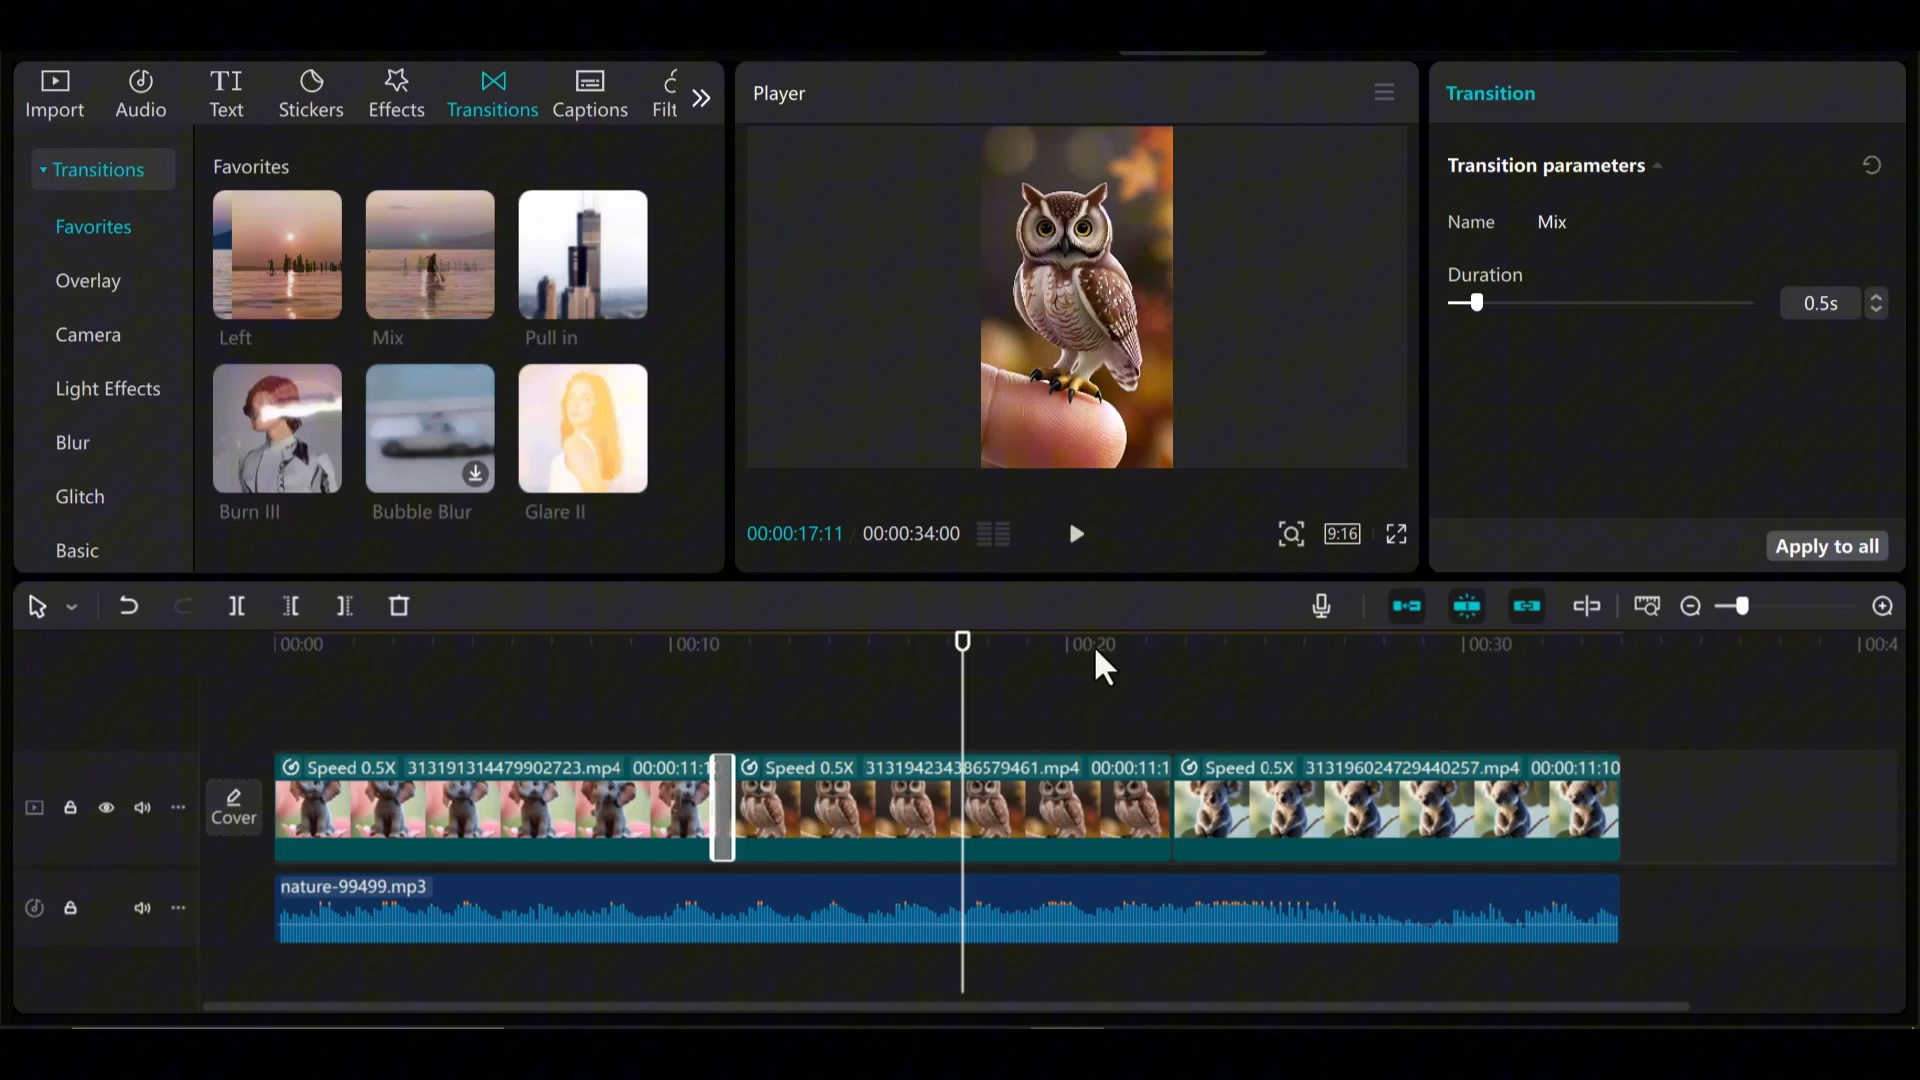 Import
Audio
TI
Text
Stickers
Effects
Transitions
Captions
Filt
Transitions
Favorites
Overlay
Camera
Light Effects
Blur
Glitch
Basic
Favorites
Left
Mix
Pull in
Burn III
Bubble Blur
Glare II
Player
00:00:17:11 / 00:00:34:00
9:16
Transition
Transition parameters
Name Mix
Duration
0.5s
Apply to all
00:00
00:10
00:20
00:30
00:4
Cover
Speed 0.5X 3131913144799​02723.mp4 00:00:11:1
Speed 0.5X 313194234386579461.mp4 00:00:11:1
Speed 0.5X 313196024729440257.mp4 00:00:11:10
nature-99499.mp3